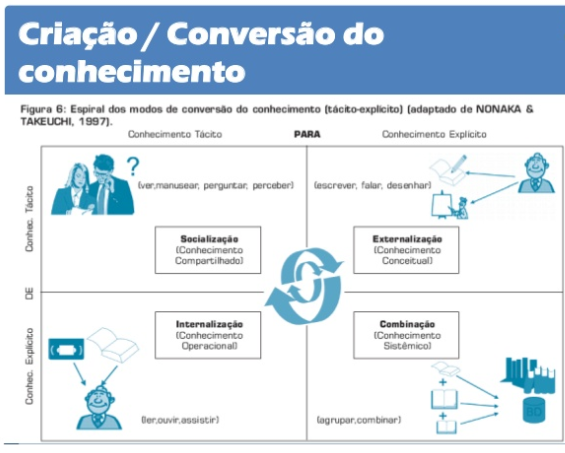 Criação / Conversão do
conhecimento
Figura 6: Espiral dos modos de conversão do conhecimento (tácito-explícito) (adaptado de NONAKA &
TAKEUCHI, 1997).
Conhecimento Tácito PARA Conhecimento Explícito
Conhec. Tácito
?
(ver,manusear, perguntar, perceber)
(escrever, falar, desenhar)
Socialização
(Conhecimento
Compartilhado)
Externalização
(Conhecimento
Conceitual)
DE
Conhec. Explícito
Internalização
(Conhecimento
Operacional)
Combinação
(Conhecimento
Sistêmico)
+
+
BD
(ler,ouvir,assistir)
(agrupar,combinar)